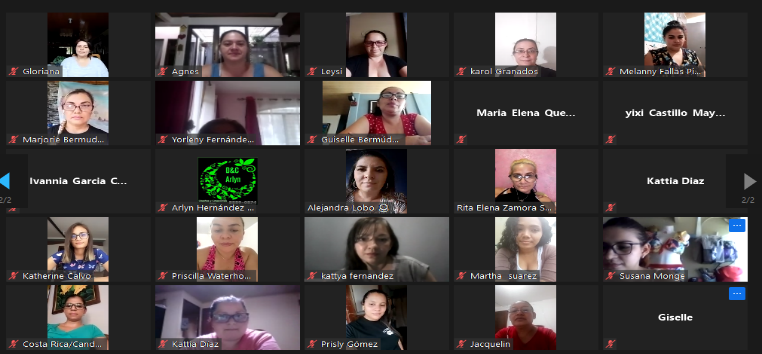 Gloriana
Agnes
Leysi
karol Granados
Melanny Fallas Pi...
Marjorie Bermud...
Yorleny Fernánde...
Guiselle Bermúd...
Maria Elena Que...
yixi Castillo May...
Ivannia Garcia C...
D&C
Arlyn
Arlyn Hernández ...
Alejandra Lobo
Rita Elena Zamora S...
Kattia Diaz
2/2
2/2
Katherine Calvo
Priscilla Waterho...
kattya fernandez
Martha_suarez
Susana Monge
Costa Rica/Cand...
Kattia Diaz
Prisly Gómez
Jacquelin
Giselle